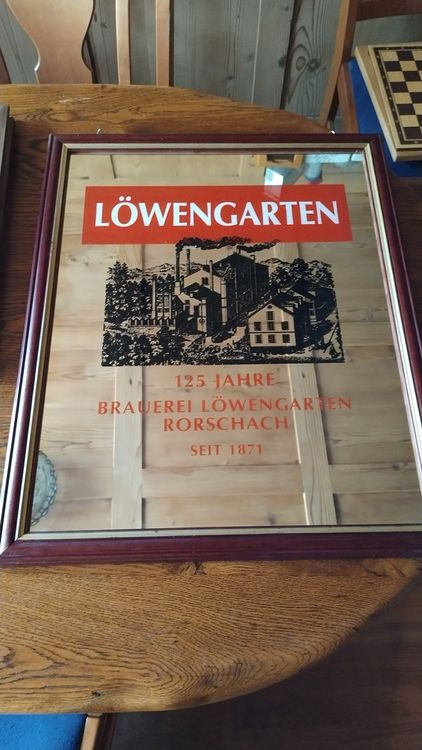 LÖWENGARTEN
125 JAHRE
BRAUEREI LÖWENGARTEN
RORSCHACH
SEIT 1871